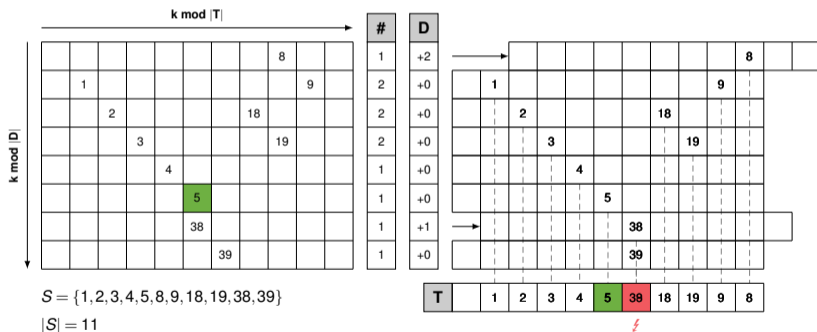 k mod |T|
# D
k mod |D|
8 1 +2 8
1 9 2 +0 1 9
2 18 2 +0 2 18
3 19 2 +0 3 19
4 1 +0 4
5 1 +0 5
38 1 +1 38
39 1 +0 39
S = {1,2,3,4,5,8,9,18,19,38,39}
T 1 2 3 4 5 38 18 19 9 8
|S| = 11